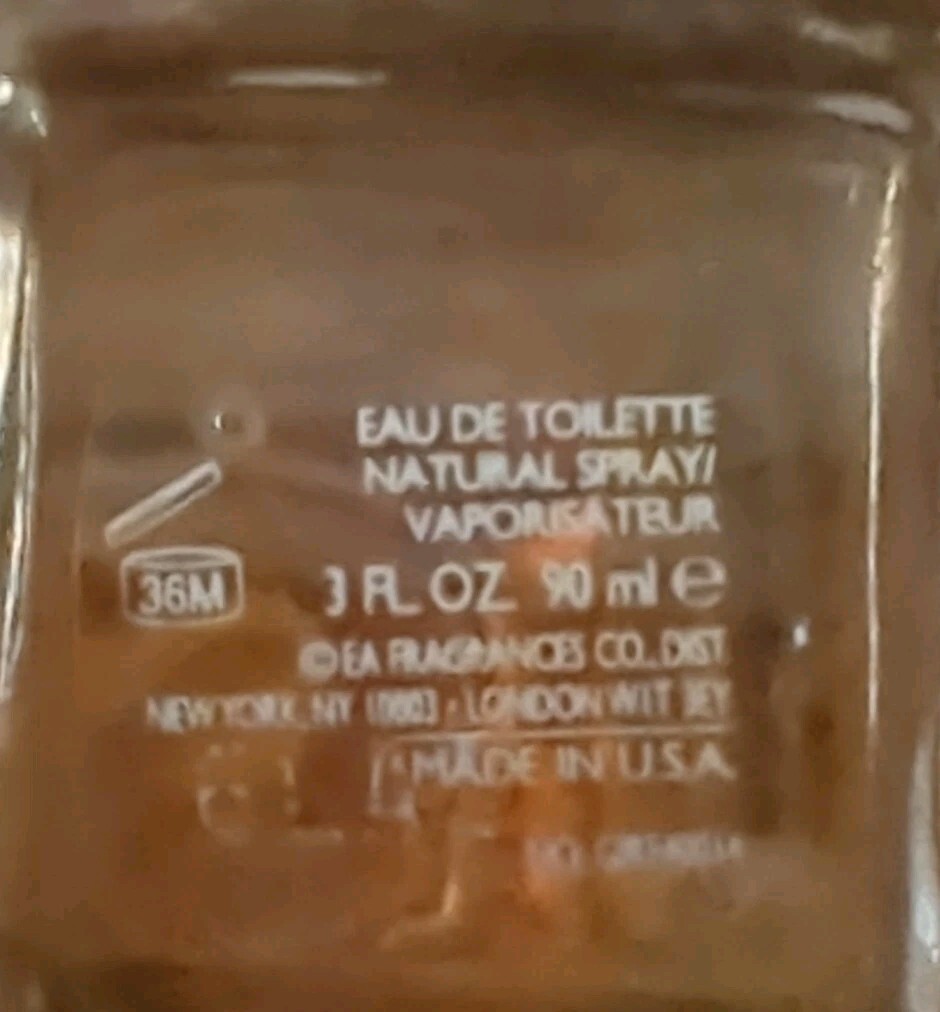 EAU DE TOILETTE
NATURAL SPRAY/
VAPORISATEUR
36M
3 FL. OZ. 90 ml e
© EA FRAGRANCES CO., DIST.
NEW YORK, NY · LONDON
MADE IN U.S.A.
NO.